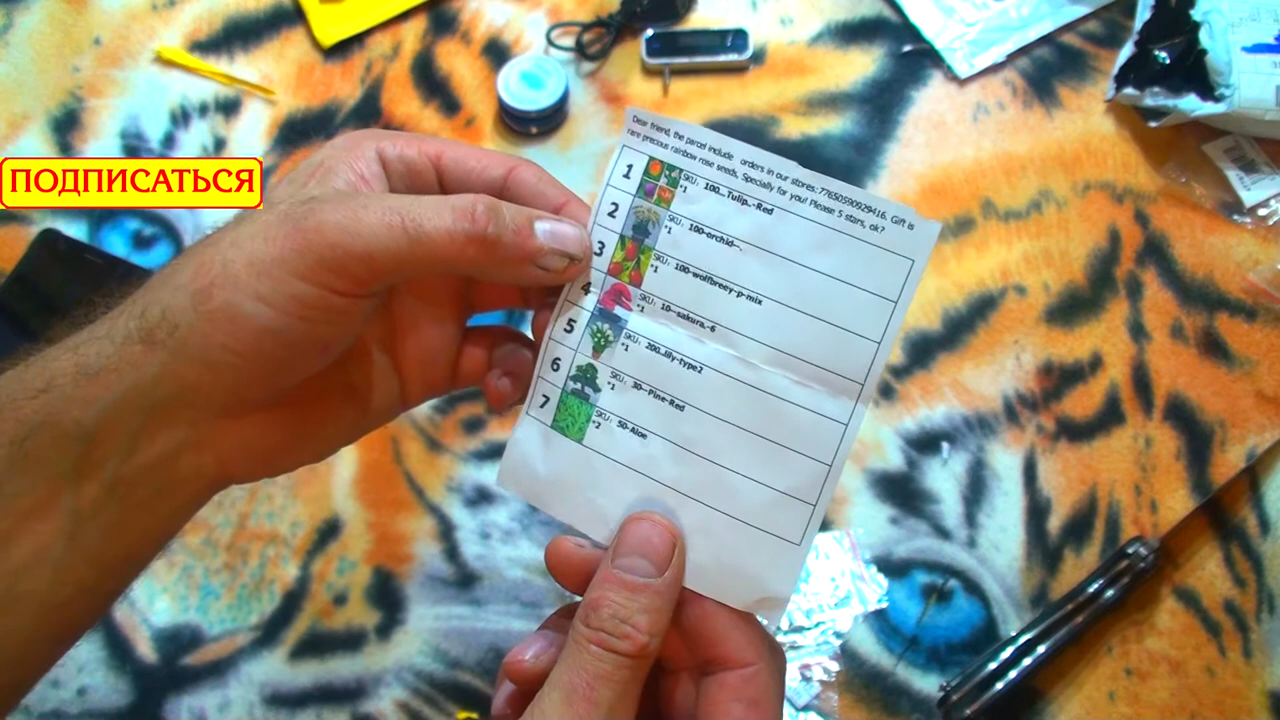 ПОДПИСАТЬСЯ
Dear friend, the parcel include orders in our stores:77650590929416. Gift is
rare precious rainbow rose seeds. Specially for you! Please 5 stars, ok?
1 SKU: 100..Tulip..-Red
*1
2 SKU: 100-orchid--.
*1
3 SKU: 100-wolfbreey-p-mix
*1
4 SKU: 10--sakura.-6
*1
5 SKU: 200..lily-type2
*1
6 SKU: 30--Pine-Red
*1
7 SKU: 50-Aloe
*2